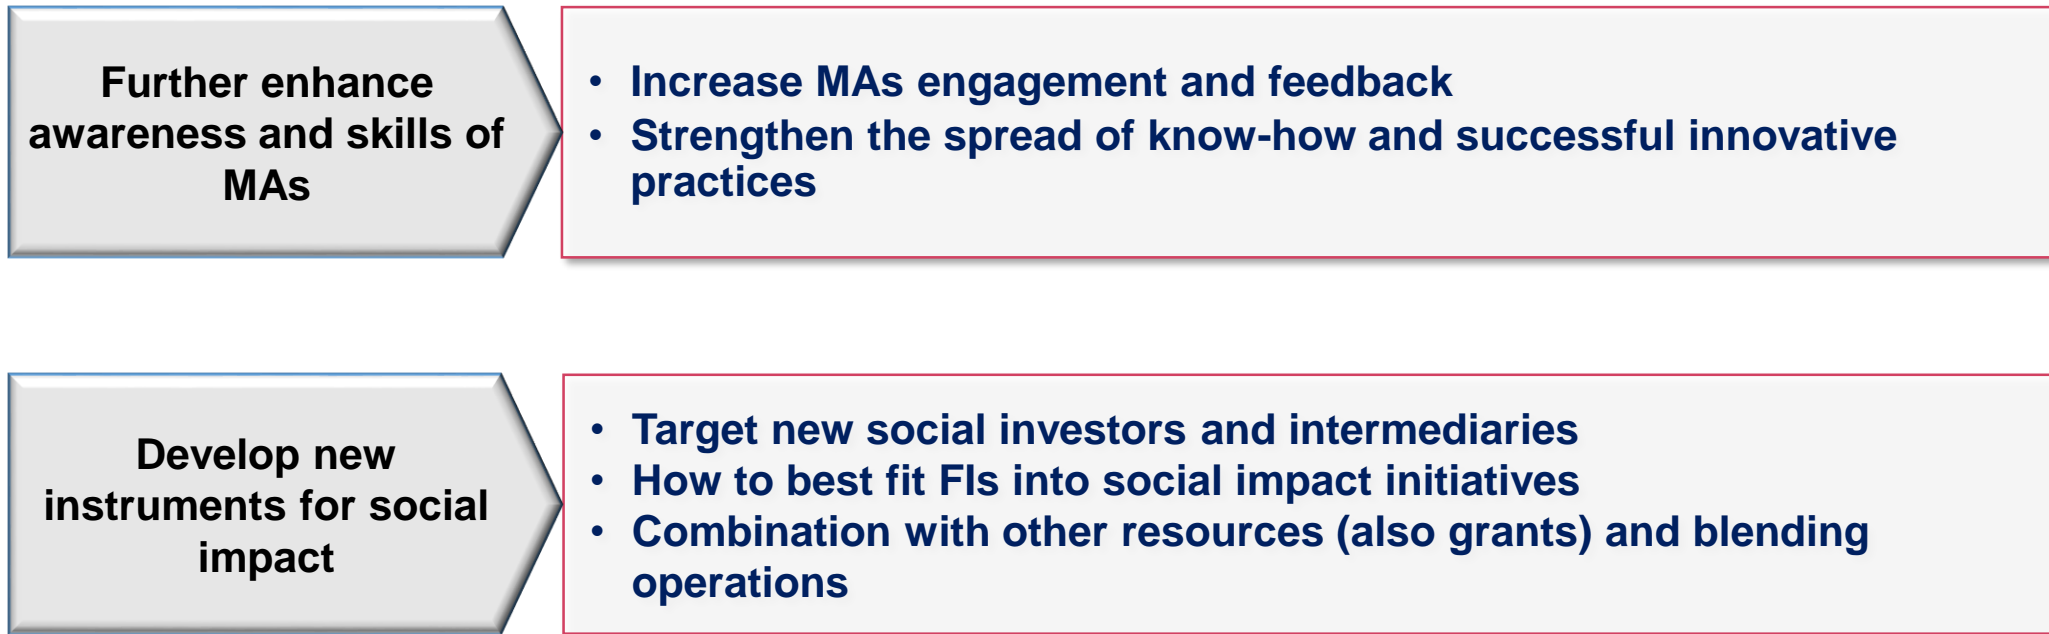 Further enhance
awareness and skills of
MAs
• Increase MAs engagement and feedback
• Strengthen the spread of know-how and successful innovative
practices
Develop new
instruments for social
impact
• Target new social investors and intermediaries
• How to best fit FIs into social impact initiatives
• Combination with other resources (also grants) and blending
operations